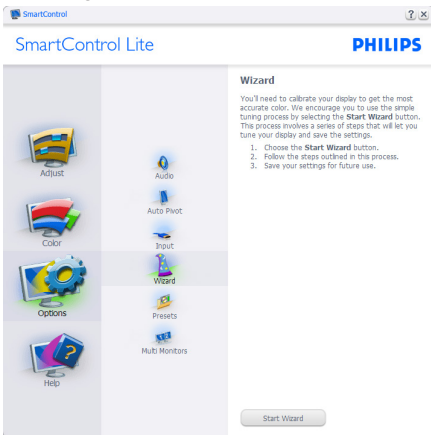 SmartControl
? X
SmartControl Lite
PHILIPS
Adjust
Color
Options
Help
Audio
Auto Pivot
Input
Wizard
Presets
Multi Monitors
Wizard
You'll need to calibrate your display to get the most
accurate color. We encourage you to use the simple
tuning process by selecting the Start Wizard button.
This process involves a series of steps that will let you
tune your display and save the settings.
1. Choose the Start Wizard button.
2. Follow the steps outlined in this process.
3. Save your settings for future use.
Start Wizard